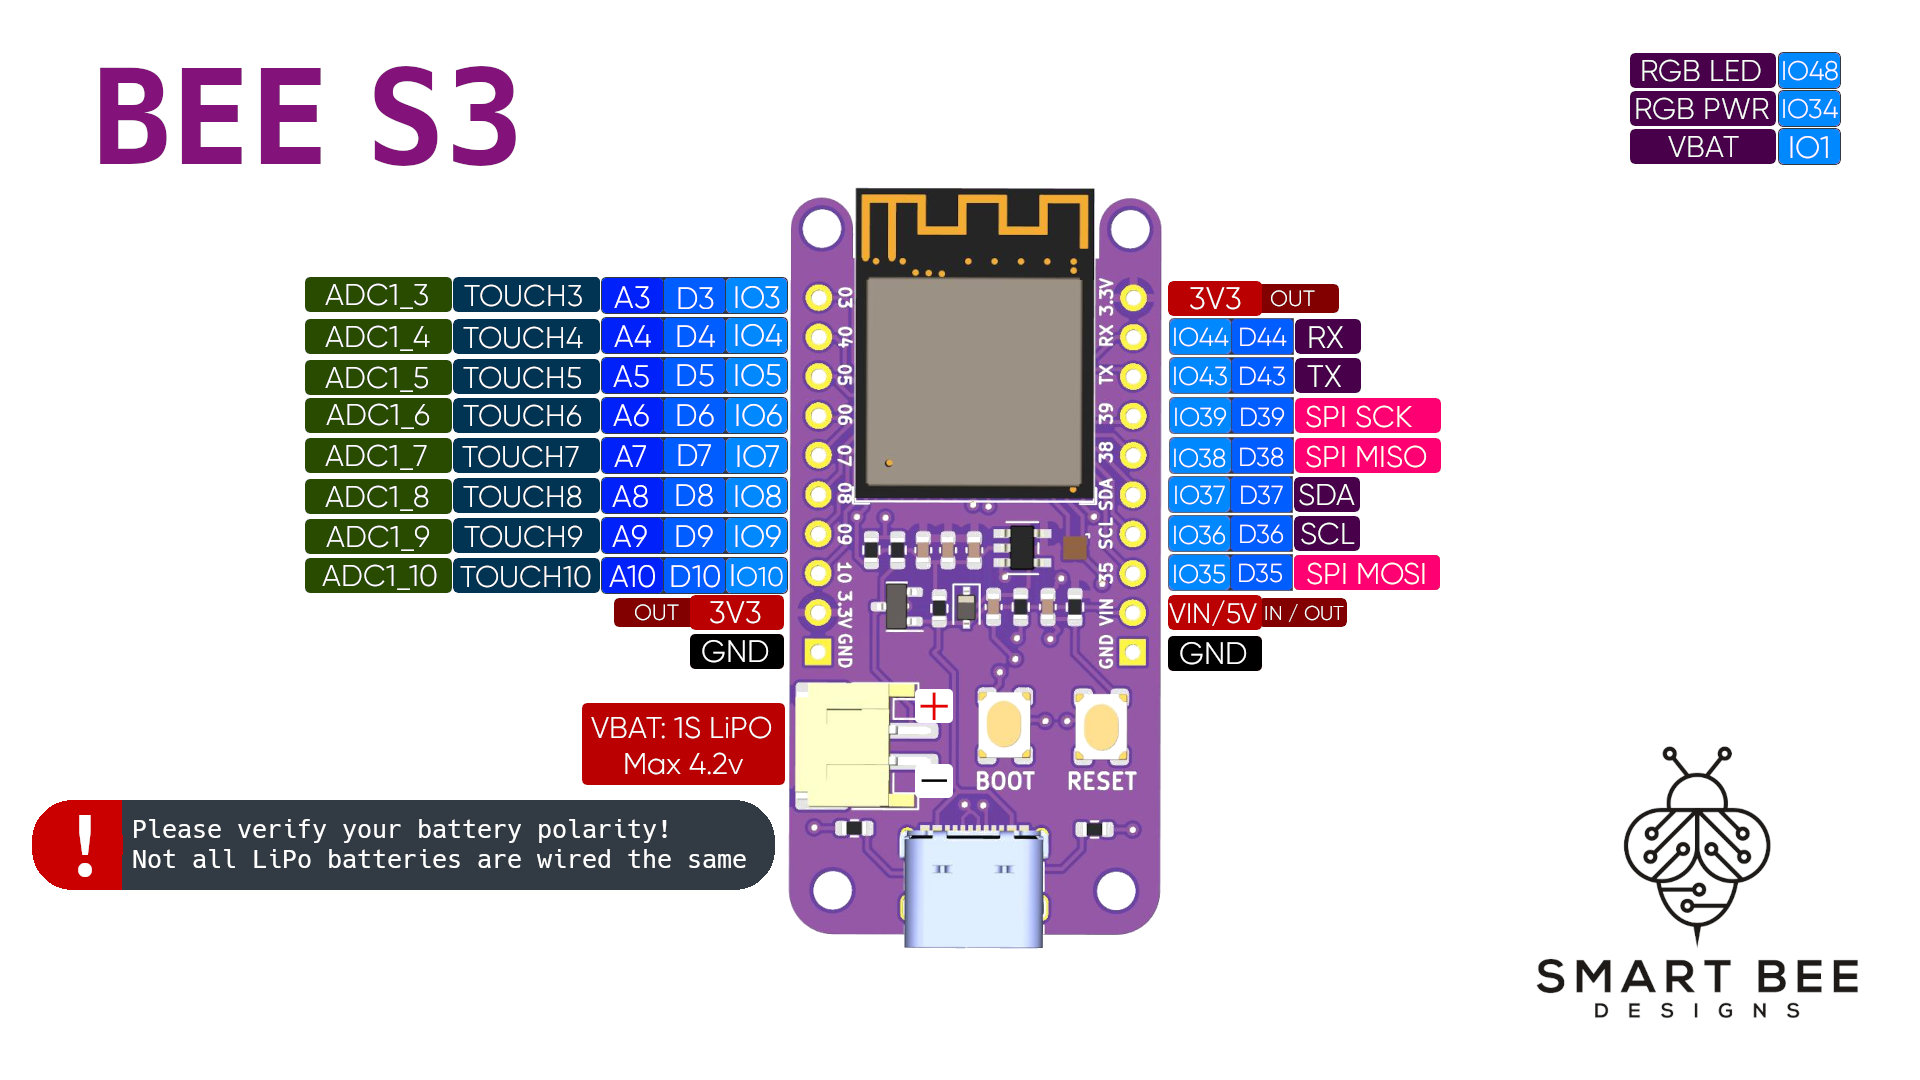 BEE S3
RGB LED IO48
RGB PWR IO34
VBAT IO1
ADC1_3 TOUCH3 A3 D3 IO3
ADC1_4 TOUCH4 A4 D4 IO4
ADC1_5 TOUCH5 A5 D5 IO5
ADC1_6 TOUCH6 A6 D6 IO6
ADC1_7 TOUCH7 A7 D7 IO7
ADC1_8 TOUCH8 A8 D8 IO8
ADC1_9 TOUCH9 A9 D9 IO9
ADC1_10 TOUCH10 A10 D10 IO10
OUT 3V3
GND
03
04
05
06
07
08
09
10
3.3V
GND
3.3V
RX
TX
39
38
SDA
SCL
35
VIN
GND
3V3 OUT
IO44 D44 RX
IO43 D43 TX
IO39 D39 SPI SCK
IO38 D38 SPI MISO
IO37 D37 SDA
IO36 D36 SCL
IO35 D35 SPI MOSI
VIN/5V IN / OUT
GND
VBAT: 1S LiPO
Max 4.2v
+
−
BOOT RESET
!
Please verify your battery polarity!
Not all LiPo batteries are wired the same
SMART BEE
DESIGNS